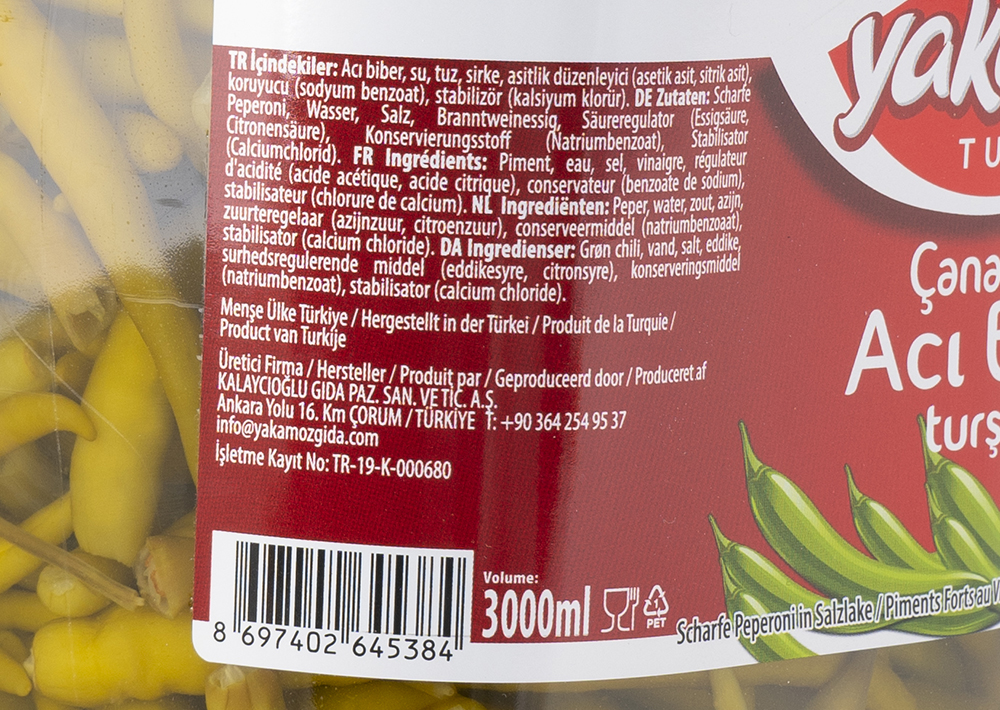 TR İçindekiler: Acı biber, su, tuz, sirke, asitlik düzenleyici (asetik asit, sitrik asit),
koruyucu (sodyum benzoat), stabilizör (kalsiyum klorür). DE Zutaten: Scharfe
Peperoni, Wasser, Salz, Branntweinessig, Säureregulator (Essigsäure,
Citronensäure), Konservierungsstoff (Natriumbenzoat), Stabilisator
(Calciumchlorid). FR Ingrédients: Piment, eau, sel, vinaigre, régulateur
d'acidité (acide acétique, acide citrique), conservateur (benzoate de sodium),
stabilisateur (chlorure de calcium). NL Ingrediënten: Peper, water, zout, azijn,
zuurteregelaar (azijnzuur, citroenzuur), conserveermiddel (natriumbenzoaat),
stabilisator (calcium chloride). DA Ingredienser: Grøn chili, vand, salt, eddike,
surhedsregulerende middel (eddikesyre, citronsyre), konserveringsmiddel
(natriumbenzoat), stabilisator (calcium chloride).
Menşe Ülke Türkiye / Hergestellt in der Türkei / Produit de la Turquie /
Product van Turkije
Üretici Firma / Hersteller / Produit par / Geproduceerd door / Produceret af
KALAYCIOĞLU GIDA PAZ. SAN. VE TİC. A.Ş.
Ankara Yolu 16. Km ÇORUM / TÜRKİYE T: +90 364 254 95 37
info@yakamozgida.com
İşletme Kayıt No: TR-19-K-000680
8 697402 645384
Volume:
3000ml
1
PET
yak
TU
Çana
Acı
turş
Scharfe Peperoni in Salzlake / Piments Forts au